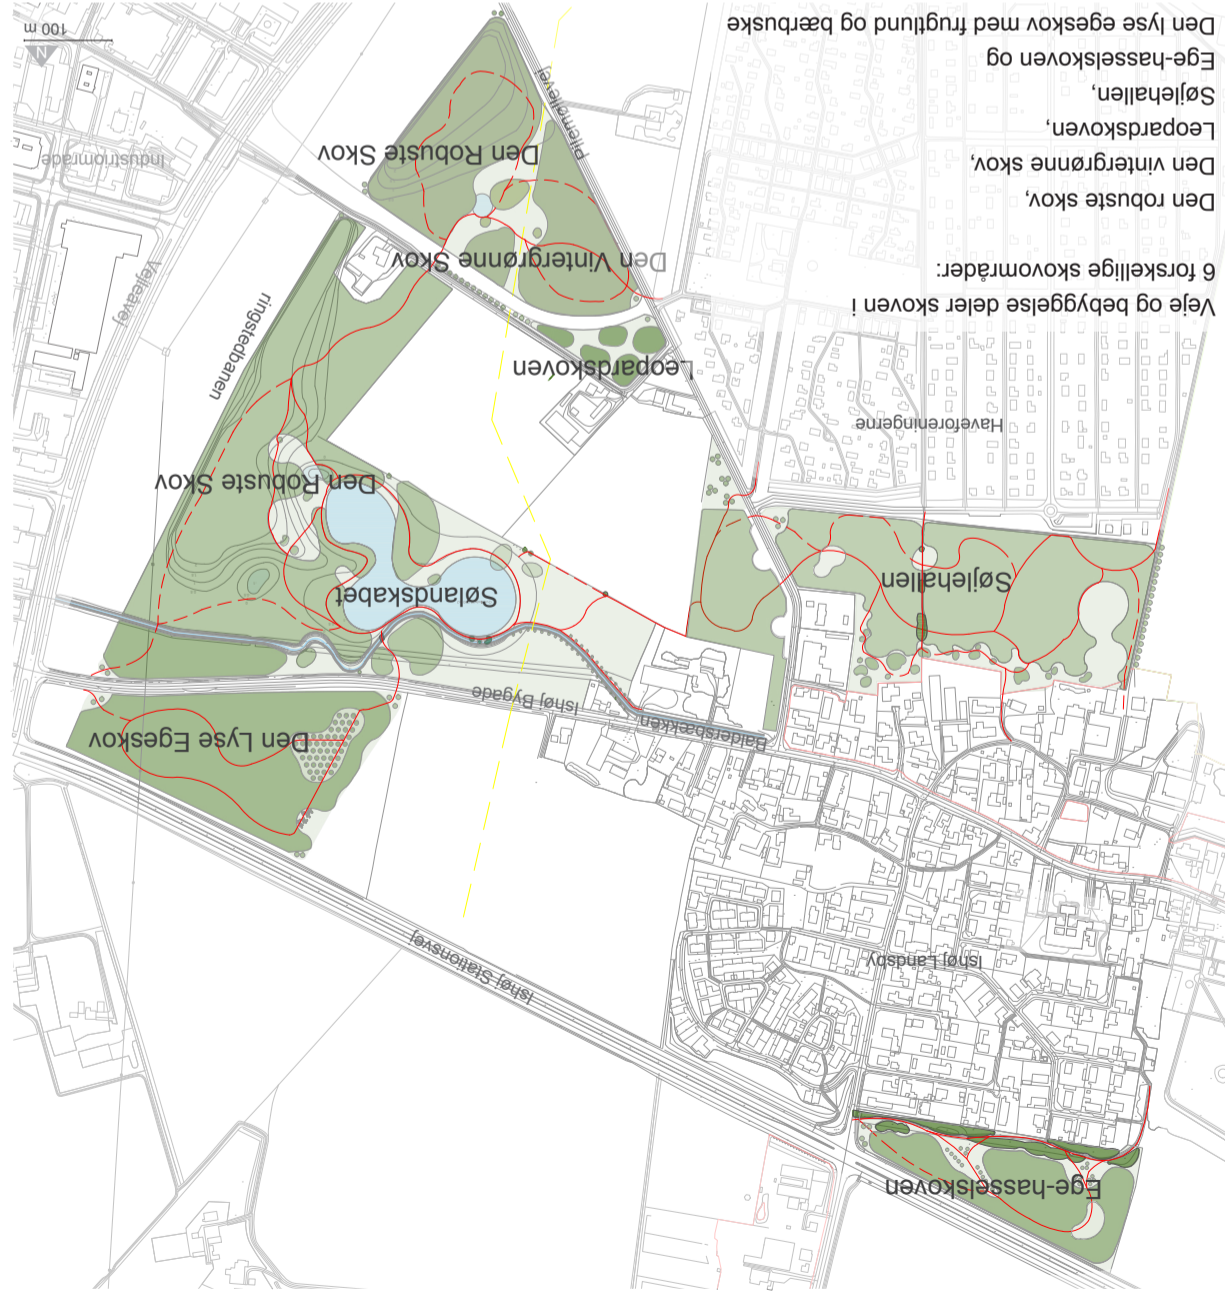 Veje og bebyggelse deler skoven i
6 forskellige skovområder:
Den robuste skov,
Den vintergrønne skov,
Leopardskoven,
Søjlehallen,
Ege-hasselskoven og
Den lyse egeskov med frugtlund og bærbuske
Ege-hasselskoven
Ishøj Landsby
Ishøj Stationsvej
Den Lyse Egeskov
Baldersbækken
Ishøj Bygade
Søjlehallen
Sølandskabet
Den Robuste Skov
Haveforeningerne
Leopardskoven
ringstedbanen
Vejleåvej
Den Vintergrønne Skov
Den Robuste Skov
Pilemøllevej
Industriområde
N
100 m